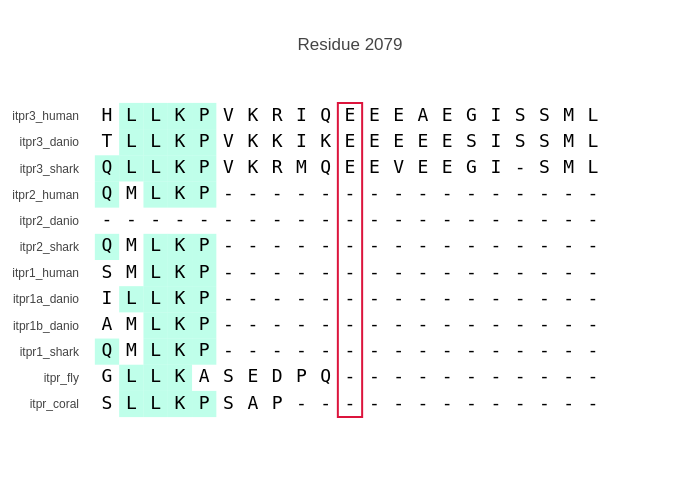 Residue 2079
itpr3_human H L L K P V K R I Q E E E A E G I S S M L
itpr3_danio T L L K P V K K I K E E E E E S I S S M L
itpr3_shark Q L L K P V K R M Q E E V E E G I - S M L
itpr2_human Q M L K P - - - - - - - - - - - - - - - -
itpr2_danio - - - - - - - - - - - - - - - - - - - - -
itpr2_shark Q M L K P - - - - - - - - - - - - - - - -
itpr1_human S M L K P - - - - - - - - - - - - - - - -
itpr1a_danio I L L K P - - - - - - - - - - - - - - - -
itpr1b_danio A M L K P - - - - - - - - - - - - - - - -
itpr1_shark Q M L K P - - - - - - - - - - - - - - - -
itpr_fly G L L K A S E D P Q - - - - - - - - - - -
itpr_coral S L L K P S A P - - - - - - - - - - - - -